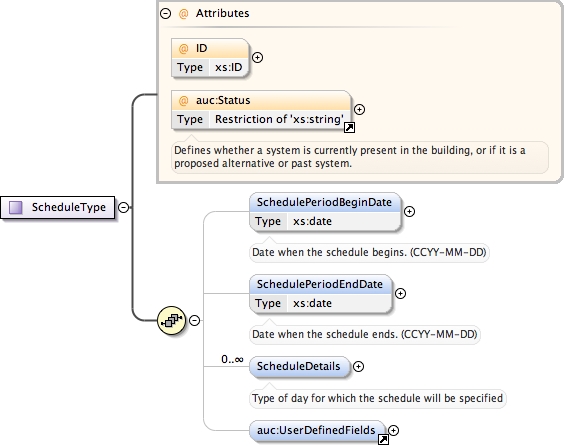 @ Attributes
@ ID
Type xs:ID
@ auc:Status
Type Restriction of 'xs:string'
Defines whether a system is currently present in the building, or if it is a
proposed alternative or past system.
ScheduleType
SchedulePeriodBeginDate
Type xs:date
Date when the schedule begins. (CCYY-MM-DD)
SchedulePeriodEndDate
Type xs:date
Date when the schedule ends. (CCYY-MM-DD)
0..∞
ScheduleDetails
Type of day for which the schedule will be specified
auc:UserDefinedFields